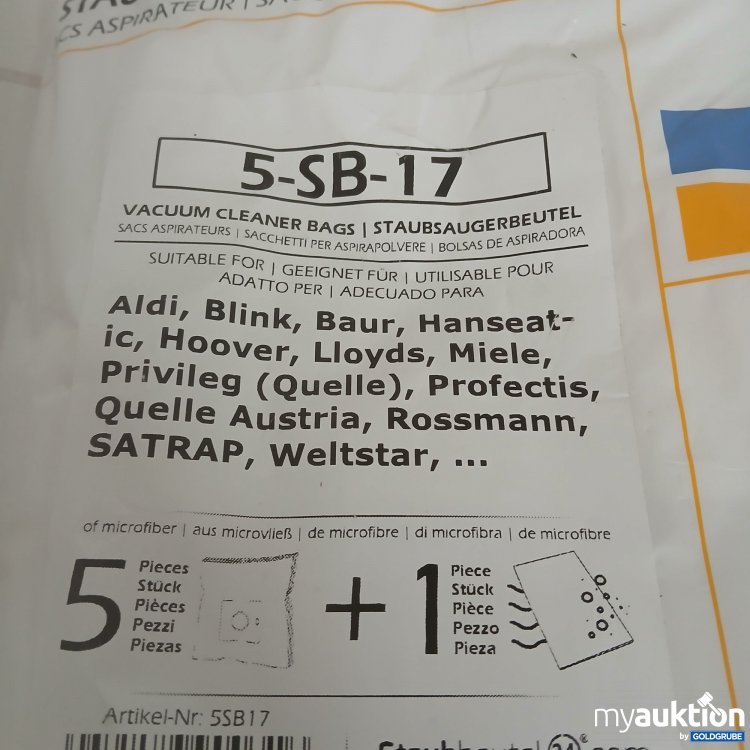 SACS ASPIRATEUR | SA
5-SB-17
VACUUM CLEANER BAGS | STAUBSAUGERBEUTEL
SACS ASPIRATEURS | SACCHETTI PER ASPIRAPOLVERE | BOLSAS DE ASPIRADORA
SUITABLE FOR | GEEIGNET FÜR | UTILISABLE POUR
ADATTO PER | ADECUADO PARA
Aldi, Blink, Baur, Hanseat-
ic, Hoover, Lloyds, Miele,
Privileg (Quelle), Profectis,
Quelle Austria, Rossmann,
SATRAP, Weltstar, ...
of microfiber | aus microvließ | de microfibre | di microfibra | de microfibre
5 Pieces
Stück
Pièces
Pezzi
Piezas
+ 1 Piece
Stück
Pièce
Pezzo
Pieza
Artikel-Nr: 5SB17
myauktion
by GOLDGRUBE